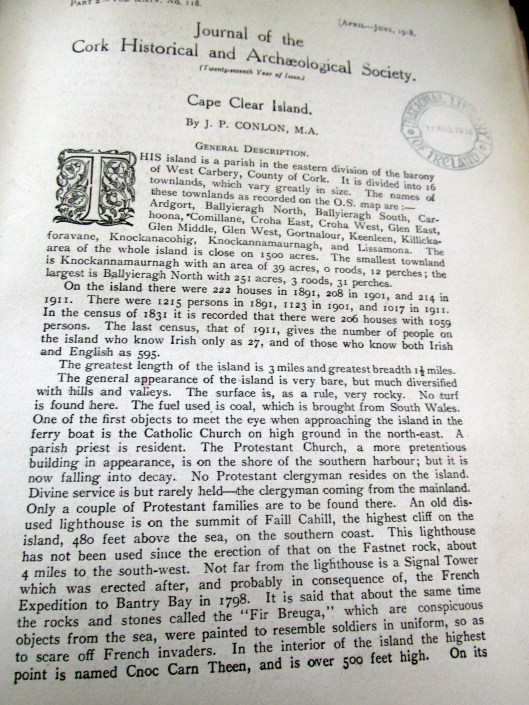 Part 2—Vol. XXIV. No. 118.
[April—June, 1918.
Journal of the
Cork Historical and Archæological Society.
(Twenty-seventh Year of Issue.)
Cape Clear Island.
By J. P. CONLON, M.A.
NATIONAL LIBRARY
OF IRELAND
General Description.
THIS island is a parish in the eastern division of the barony
of West Carbery, County of Cork. It is divided into 16
townlands, which vary greatly in size. The names of
these townlands as recorded on the O.S. map are :—
Ardgort, Ballyieragh North, Ballyieragh South, Car-
hoona, Comillane, Croha East, Croha West, Glen East,
Glen Middle, Glen West, Gortnalour, Keenleen, Killicka-
foravane, Knockanacohig, Knockannamaurnagh, and Lissamona. The
area of the whole island is close on 1500 acres. The smallest townland
is Knockannamaurnagh with an area of 39 acres, 0 roods, 12 perches; the
largest is Ballyieragh North with 251 acres, 3 roods, 31 perches.
On the island there were 222 houses in 1891, 208 in 1901, and 214 in
1911. There were 1215 persons in 1891, 1123 in 1901, and 1017 in 1911.
In the census of 1831 it is recorded that there were 206 houses with 1059
persons. The last census, that of 1911, gives the number of people on
the island who know Irish only as 27, and of those who know both Irish
and English as 595.
The greatest length of the island is 3 miles and greatest breadth 1½ miles.
The general appearance of the island is very bare, but much diversified
with hills and valleys. The surface is, as a rule, very rocky. No turf
is found here. The fuel used is coal, which is brought from South Wales.
One of the first objects to meet the eye when approaching the island in the
ferry boat is the Catholic Church on high ground in the north-east. A
parish priest is resident. The Protestant Church, a more pretentious
building in appearance, is on the shore of the southern harbour; but it is
now falling into decay. No Protestant clergyman resides on the island.
Divine service is but rarely held—the clergyman coming from the mainland.
Only a couple of Protestant families are to be found there. An old dis-
used lighthouse is on the summit of Faill Cahill, the highest cliff on the
island, 480 feet above the sea, on the southern coast. This lighthouse
has not been used since the erection of that on the Fastnet rock, about
4 miles to the south-west. Not far from the lighthouse is a Signal Tower
which was erected after, and probably in consequence of, the French
Expedition to Bantry Bay in 1798. It is said that about the same time
the rocks and stones called the "Fir Breuga," which are conspicuous
objects from the sea, were painted to resemble soldiers in uniform, so as
to scare off French invaders. In the interior of the island the highest
point is named Cnoc Carn Theen, and is over 500 feet high. On its